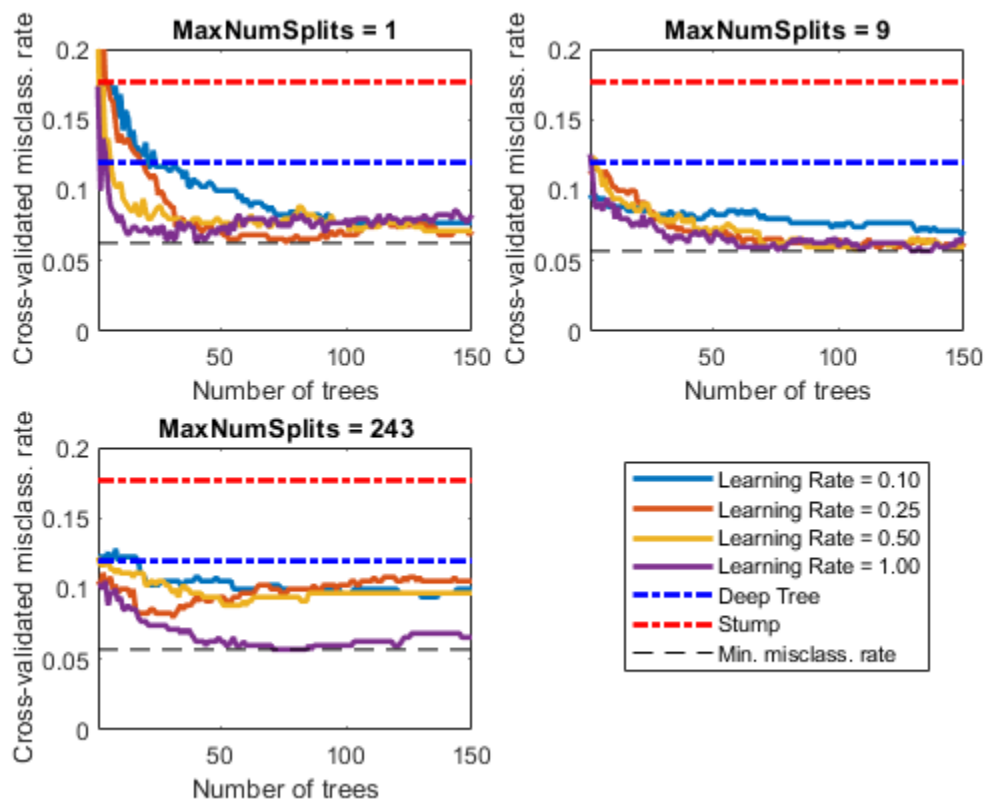 MaxNumSplits = 1
Cross-validated misclass. rate
0.2
0.15
0.1
0.05
0
50
100
150
Number of trees
MaxNumSplits = 9
Cross-validated misclass. rate
0.2
0.15
0.1
0.05
0
50
100
150
Number of trees
MaxNumSplits = 243
Cross-validated misclass. rate
0.2
0.15
0.1
0.05
0
50
100
150
Number of trees
Learning Rate = 0.10
Learning Rate = 0.25
Learning Rate = 0.50
Learning Rate = 1.00
Deep Tree
Stump
Min. misclass. rate